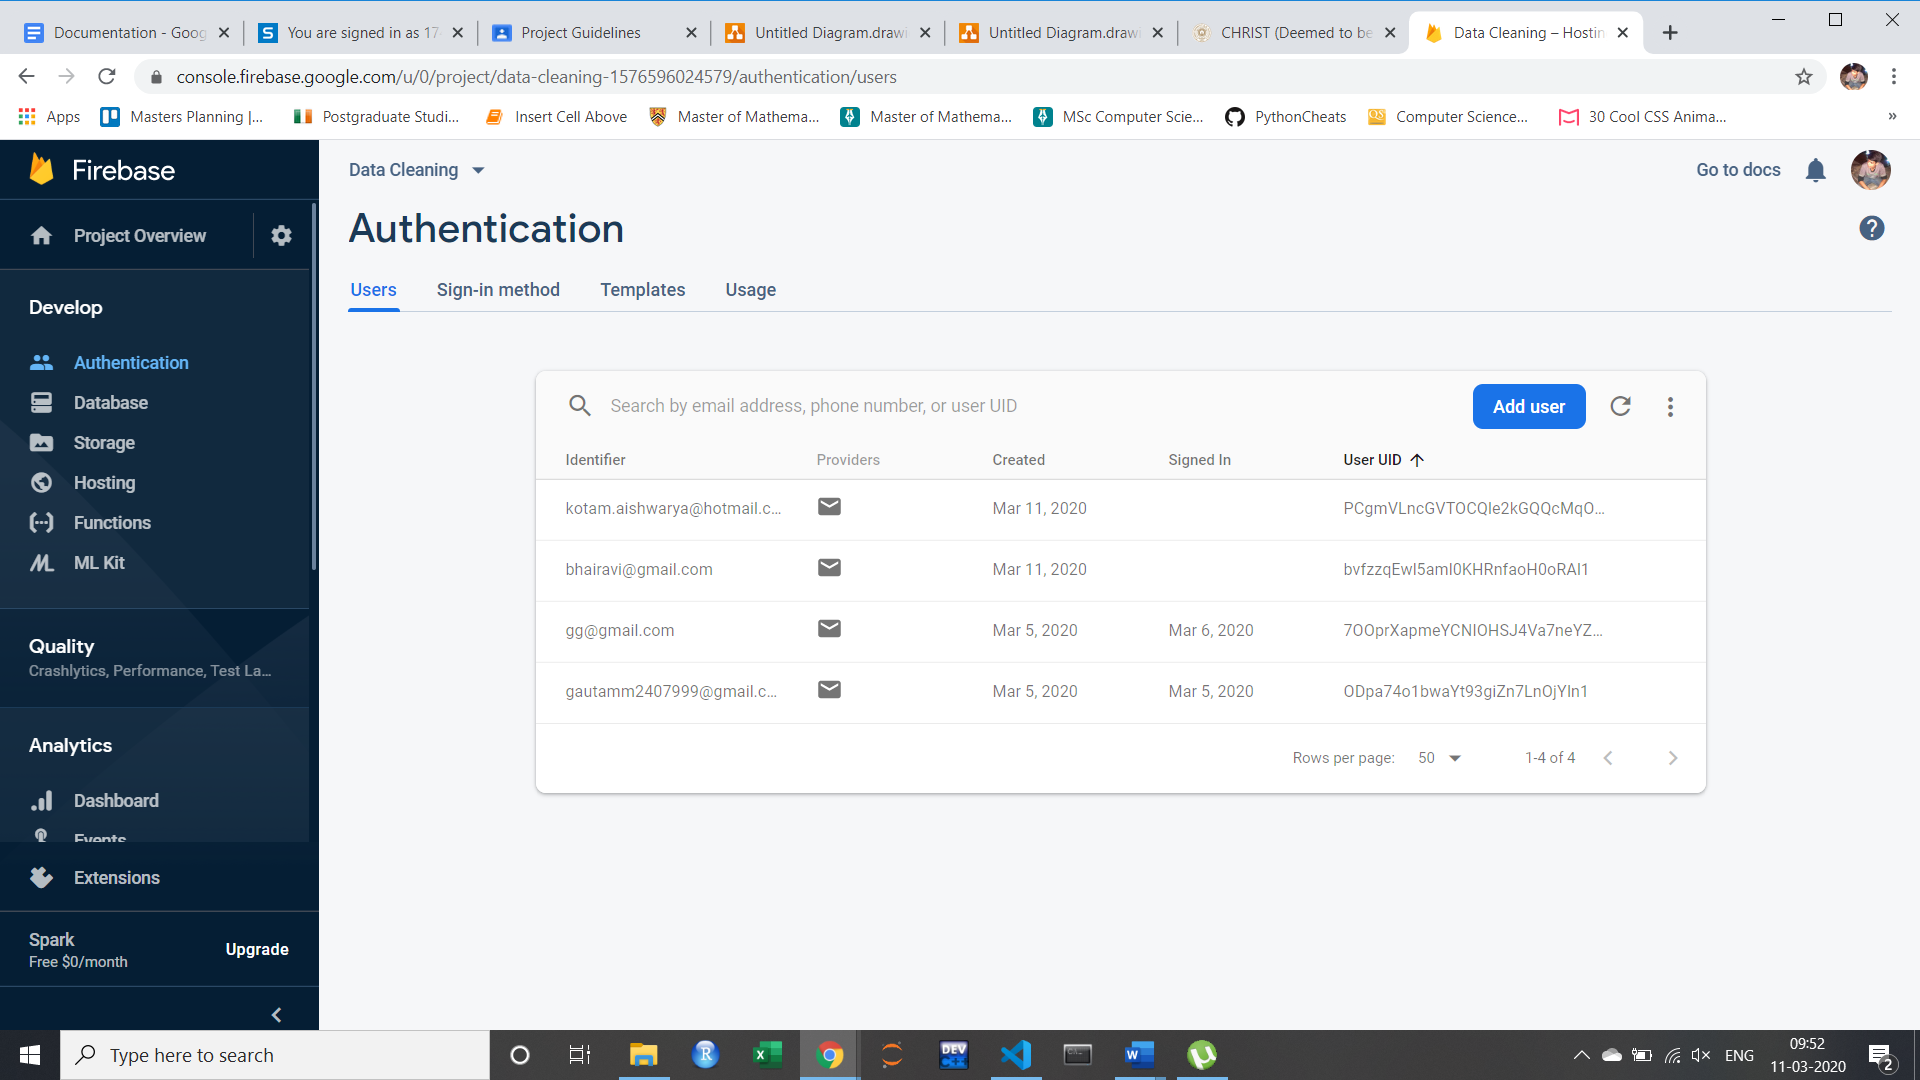 Documentation - Goog
You are signed in as 17
Project Guidelines
Untitled Diagram.drawi
Untitled Diagram.drawi
CHRIST (Deemed to be
Data Cleaning – Hostin
console.firebase.google.com/u/0/project/data-cleaning-1576596024579/authentication/users
Apps
Masters Planning |...
Postgraduate Studi...
Insert Cell Above
Master of Mathema...
Master of Mathema...
MSc Computer Scie...
PythonCheats
Computer Science...
30 Cool CSS Anima...
»
Firebase
Project Overview
Develop
Authentication
Database
Storage
Hosting
Functions
ML Kit
Quality
Crashlytics, Performance, Test La...
Analytics
Dashboard
Events
Extensions
Spark
Free $0/month
Upgrade
Data Cleaning
Go to docs
Authentication
Users Sign-in method Templates Usage
Search by email address, phone number, or user UID
Add user
Identifier Providers Created Signed In User UID
kotam.aishwarya@hotmail.c... Mar 11, 2020 PCgmVLncGVTOCQle2kGQQcMqO...
bhairavi@gmail.com Mar 11, 2020 bvfzzqEwl5aml0KHRnfaoH0oRAI1
gg@gmail.com Mar 5, 2020 Mar 6, 2020 7OOprXapmeYCNIOHSJ4Va7neYZ...
gautamm2407999@gmail.c... Mar 5, 2020 Mar 5, 2020 ODpa74o1bwaYt93giZn7LnOjYIn1
Rows per page: 50 1-4 of 4
Type here to search
DEV C++
ENG
09:52
11-03-2020
2